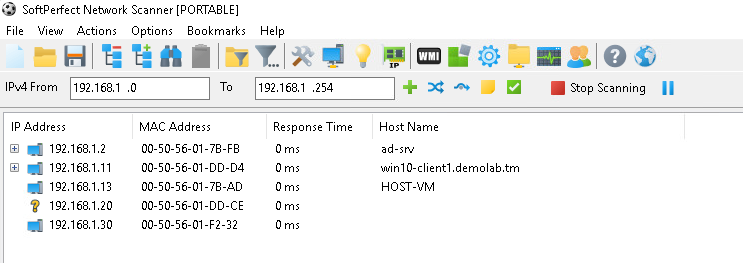 SoftPerfect Network Scanner [PORTABLE]
File View Actions Options Bookmarks Help
WMI
IP
IPv4 From 192.168.1 .0 To 192.168.1 .254 Stop Scanning
IP Address MAC Address Response Time Host Name
192.168.1.2 00-50-56-01-7B-FB 0 ms ad-srv
192.168.1.11 00-50-56-01-DD-D4 0 ms win10-client1.demolab.tm
192.168.1.13 00-50-56-01-7B-AD 0 ms HOST-VM
192.168.1.20 00-50-56-01-DD-CE 0 ms
192.168.1.30 00-50-56-01-F2-32 0 ms